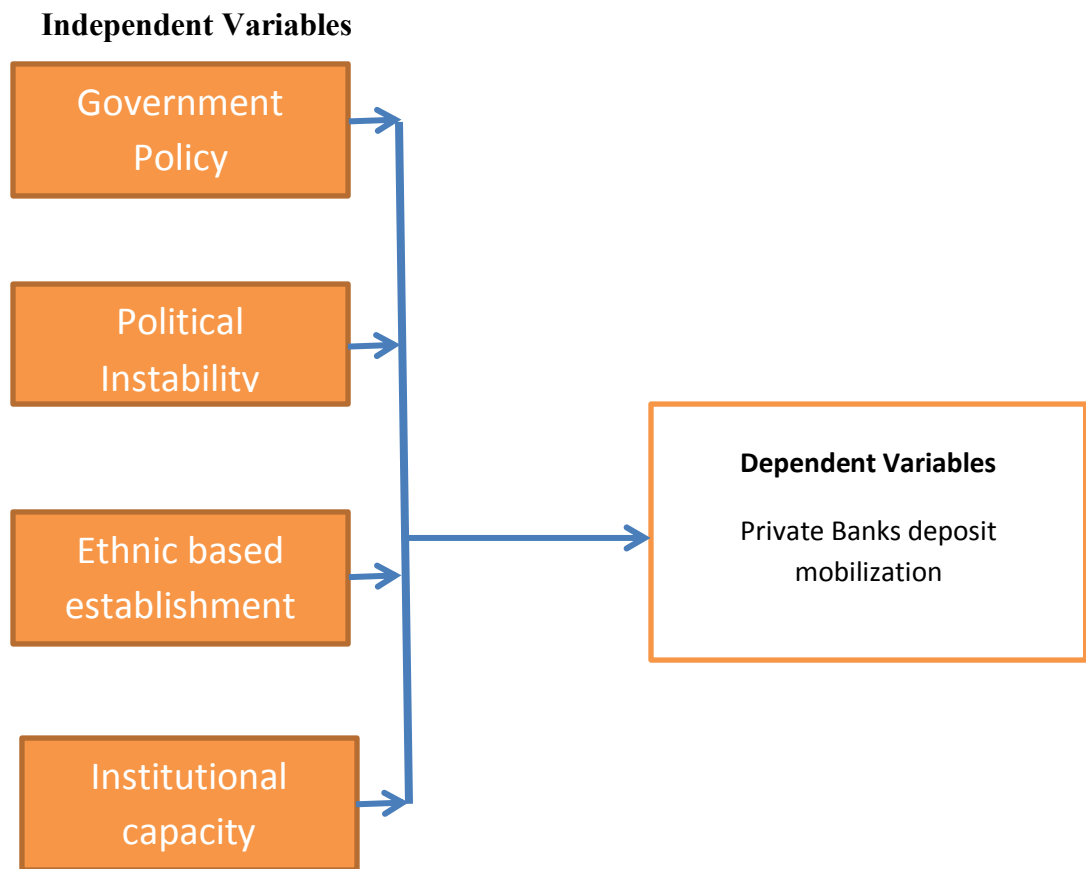 Independent Variables
Government
Policy
Political
Instability
Ethnic based
establishment
Institutional
capacity
Dependent Variables
Private Banks deposit
mobilization